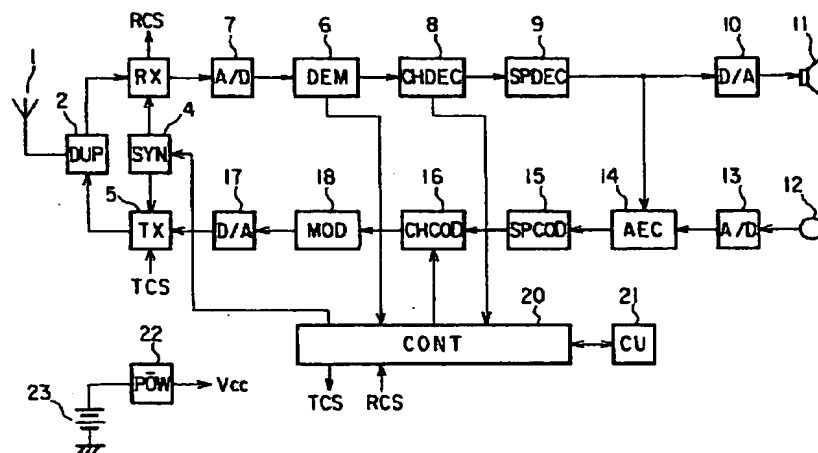 RCS
1
7
6
8
9
10
11
RX
A/D
DEM
CHDEC
SPDEC
D/A
2
4
DUP
SYN
5
17
18
16
15
14
13
12
TX
D/A
MOD
CHCOD
SPCOD
AEC
A/D
TCS
20
21
CONT
CU
22
POW
Vcc
23
TCS
RCS